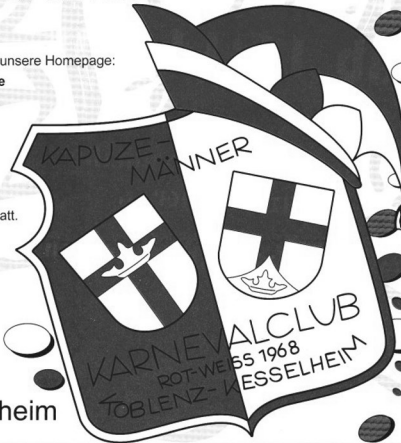 unsere Homepage:
e
KAPUZE-
MÄNNER
att.
KARNEVALCLUB
ROT-WEISS 1968
KOBLENZ-KESSELHEIM
heim